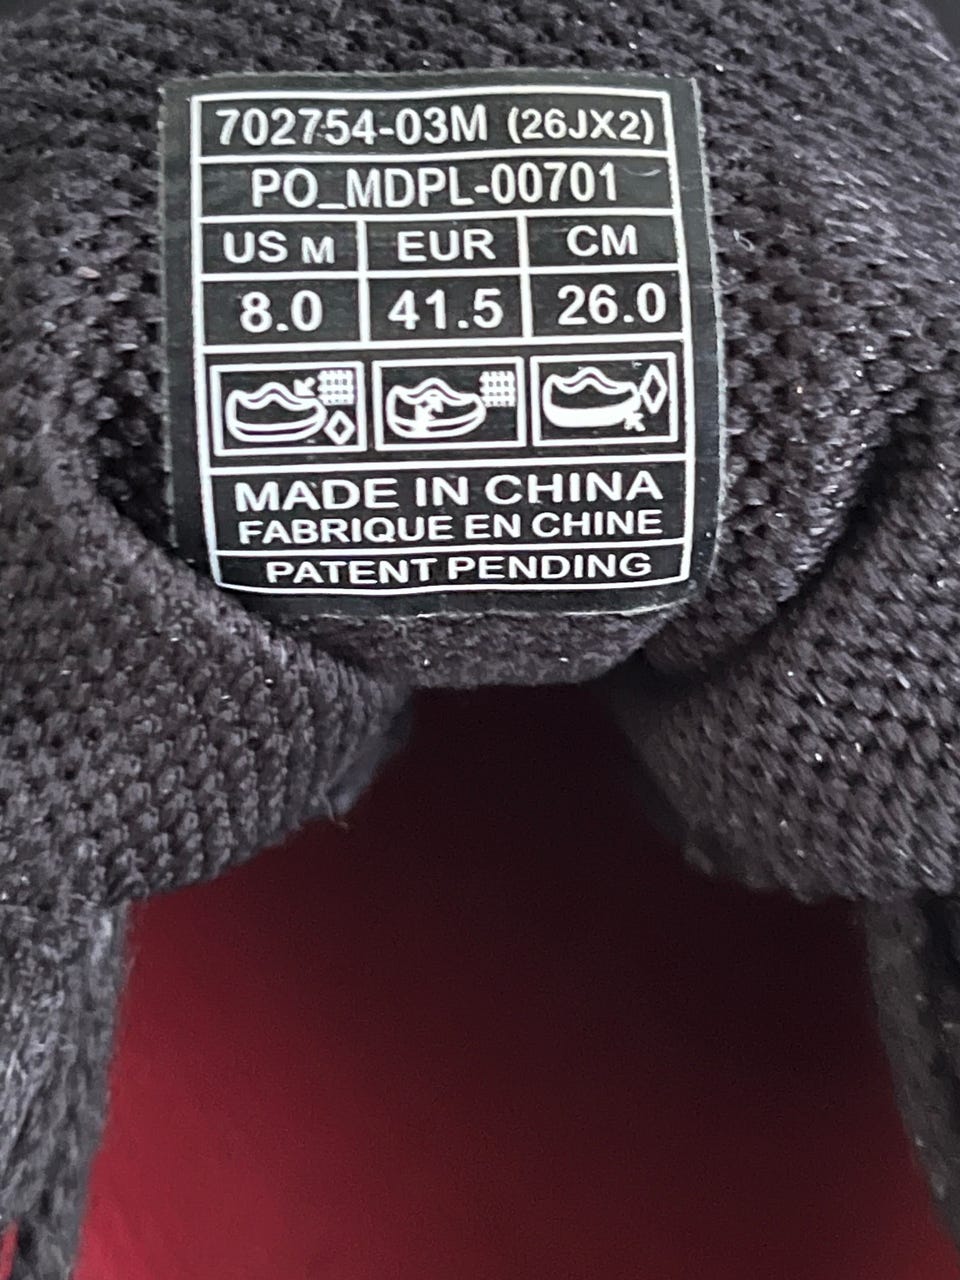 702754-03M (26JX2)
PO_MDPL-00701
US M EUR CM
8.0 41.5 26.0
MADE IN CHINA
FABRIQUE EN CHINE
PATENT PENDING